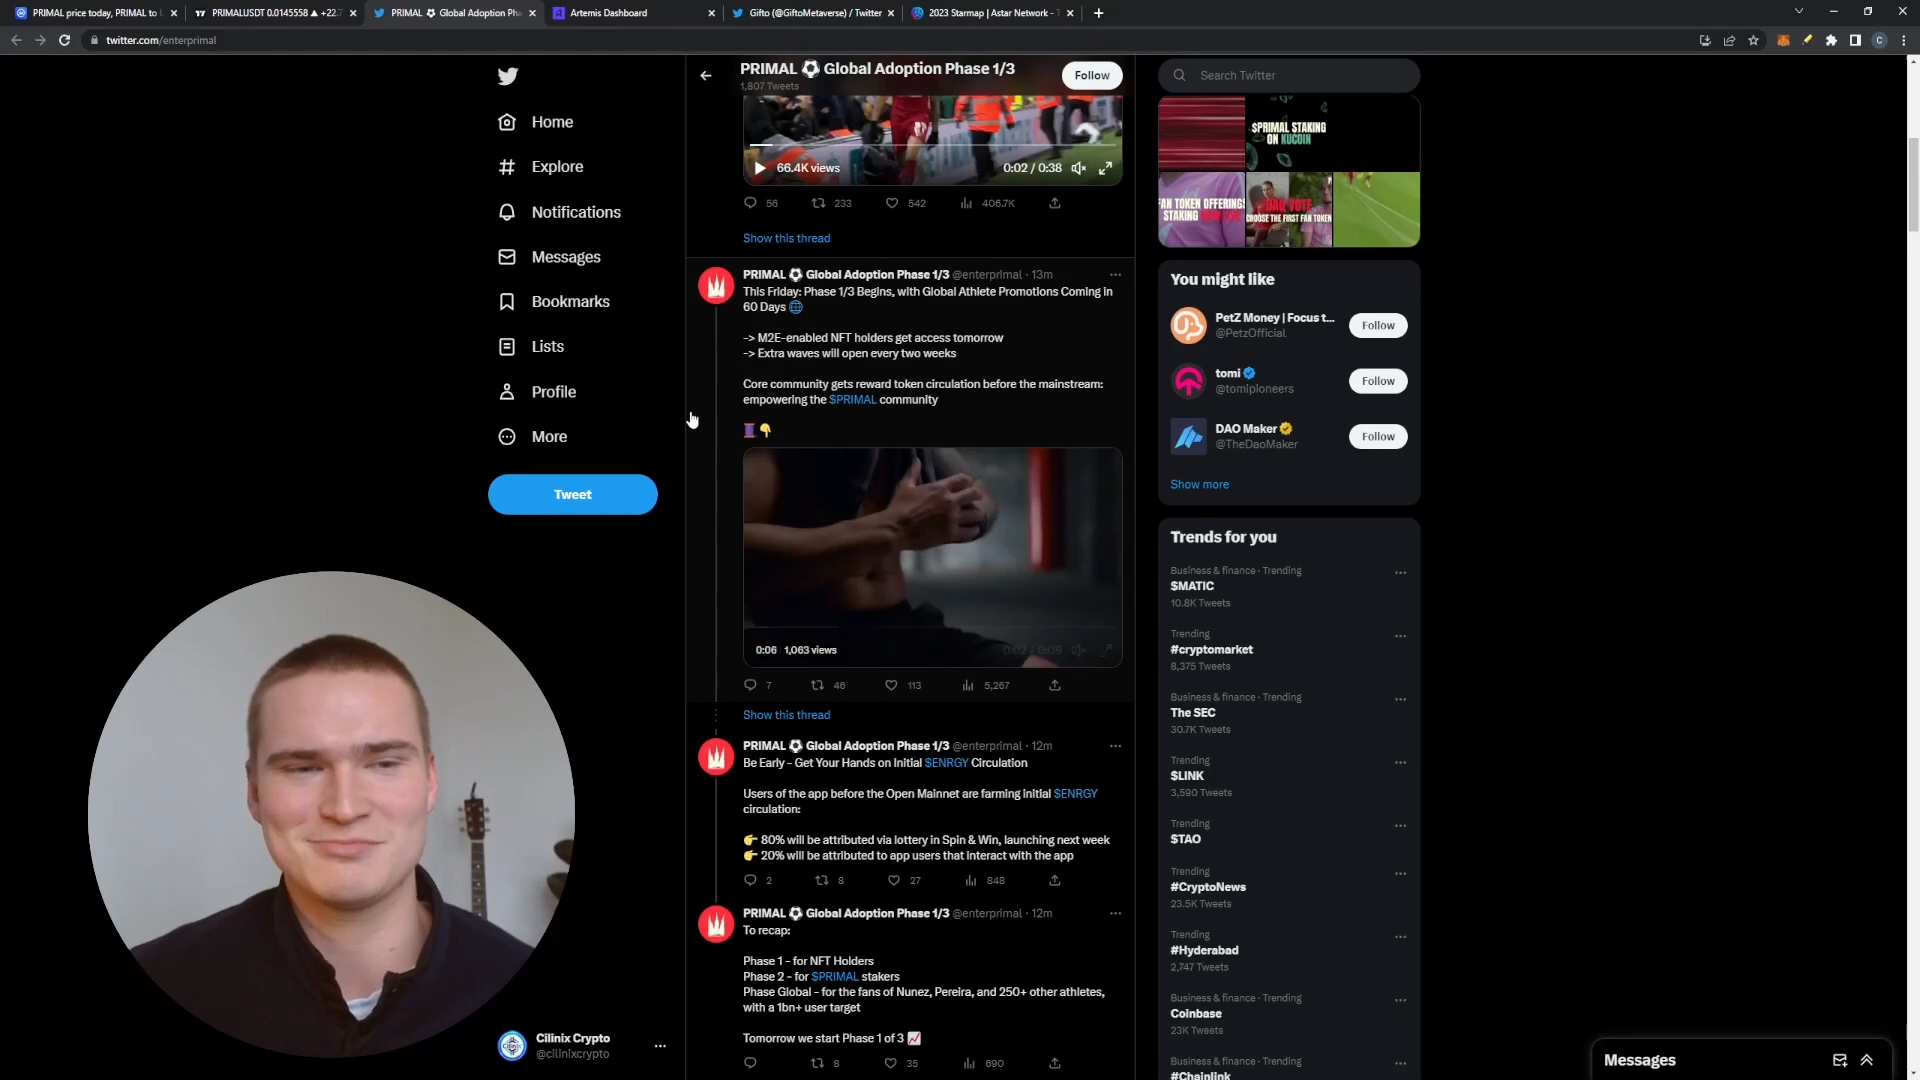 PRIMAL price today, PRIMAL to
PRIMALUSDT 0.0145558 ▲ +22.7
PRIMAL ⚽ Global Adoption Pha
Artemis Dashboard
Gifto (@GiftoMetaverse) / Twitter
2023 Starmap | Astar Network - T
twitter.com/enterprimal
Home
Explore
Notifications
Messages
Bookmarks
Lists
Profile
More
Tweet
Cilinix Crypto
@cilinixcrypto
PRIMAL ⚽ Global Adoption Phase 1/3
1,807 Tweets
Follow
66.4K views
0:02 / 0:38
56 233 542 406.7K
Show this thread
PRIMAL ⚽ Global Adoption Phase 1/3 @enterprimal · 13m
This Friday: Phase 1/3 Begins, with Global Athlete Promotions Coming in
60 Days 🌐
-> M2E-enabled NFT holders get access tomorrow
-> Extra waves will open every two weeks
Core community gets reward token circulation before the mainstream:
empowering the $PRIMAL community
🧵👇
0:06 1,063 views
0:02 / 0:09
7 46 113 5,267
Show this thread
PRIMAL ⚽ Global Adoption Phase 1/3 @enterprimal · 12m
Be Early - Get Your Hands on Initial $ENRGY Circulation
Users of the app before the Open Mainnet are farming initial $ENRGY
circulation:
👉 80% will be attributed via lottery in Spin & Win, launching next week
👉 20% will be attributed to app users that interact with the app
2 8 27 848
PRIMAL ⚽ Global Adoption Phase 1/3 @enterprimal · 12m
To recap:
Phase 1 - for NFT Holders
Phase 2 - for $PRIMAL stakers
Phase Global - for the fans of Nunez, Pereira, and 250+ other athletes,
with a 1bn+ user target
Tomorrow we start Phase 1 of 3 📈
8 35 690
Search Twitter
$PRIMAL STAKING
ON KUCOIN
FAN TOKEN OFFERINGS
STAKING
DAO VOTE
CHOOSE THE FIRST FAN TOKEN
You might like
PetZ Money | Focus t...
@PetzOfficial
Follow
tomi
@tomipioneers
Follow
DAO Maker
@TheDaoMaker
Follow
Show more
Trends for you
Business & finance · Trending
$MATIC
10.8K Tweets
Trending
#cryptomarket
8,375 Tweets
Business & finance · Trending
The SEC
30.7K Tweets
Trending
$LINK
3,590 Tweets
Trending
$TAO
Trending
#CryptoNews
23.5K Tweets
Trending
#Hyderabad
2,747 Tweets
Business & finance · Trending
Coinbase
23K Tweets
Business & finance · Trending
#Chainlink
Messages